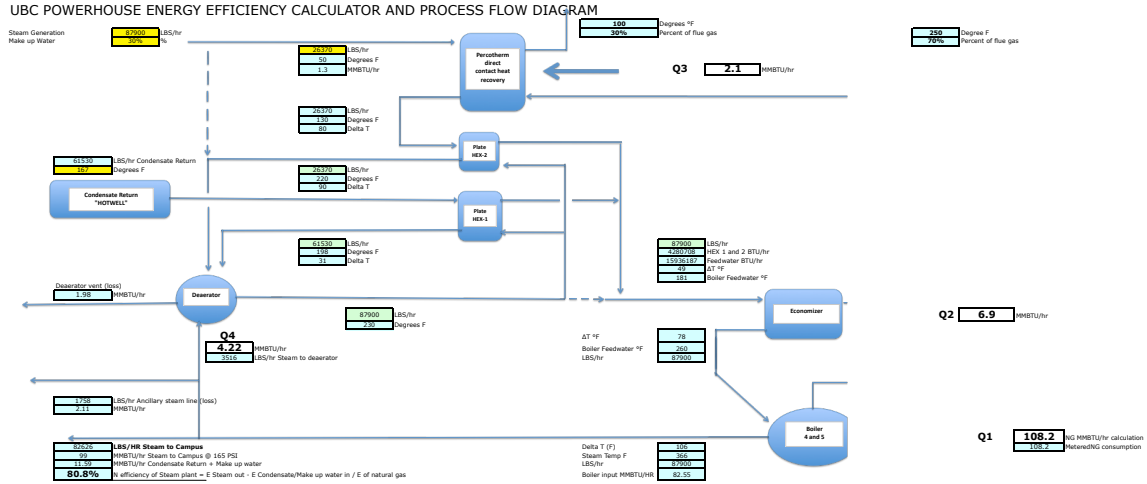 UBC POWERHOUSE ENERGY EFFICIENCY CALCULATOR AND PROCESS FLOW DIAGRAM
Steam Generation 87900 LBS/hr
Make up Water 30% %
100 Degrees °F
30% Percent of flue gas
250 Degree F
70% Percent of flue gas
26370 LBS/hr
50 Degrees F
1.3 MMBTU/hr
Percotherm
direct
contact heat
recovery
Q3 2.1 MMBTU/hr
26370 LBS/hr
130 Degrees F
80 Delta T
Plate
HEX-2
61530 LBS/hr Condensate Return
167 Degrees F
26370 LBS/hr
220 Degrees F
90 Delta T
Condensate Return
"HOTWELL"
Plate
HEX-1
61530 LBS/hr
198 Degrees F
31 Delta T
87900 LBS/hr
4280708 HEX 1 and 2 BTU/hr
15936187 Feedwater BTU/hr
49 ΔT °F
181 Boiler Feedwater °F
Deaerator vent (loss)
1.98 MMBTU/hr
Deaerator
87900 LBS/hr
230 Degrees F
Economizer
Q2 6.9 MMBTU/hr
Q4
4.22 MMBTU/hr
3516 LBS/hr Steam to deaerator
ΔT °F 78
Boiler Feedwater °F 260
LBS/hr 87900
1758 LBS/hr Ancillary steam line (loss)
2.11 MMBTU/hr
Boiler
4 and 5
Q1 108.2 NG MMBTU/hr calculation
108.2 MeteredNG consumption
82626 LBS/HR Steam to Campus
99 MMBTU/hr Steam to Campus @ 165 PSI
11.59 MMBTU/hr Condensate Return + Make up water
80.8% N efficiency of Steam plant = E Steam out - E Condensate/Make up water in / E of natural gas
Delta T (F) 106
Steam Temp F 366
LBS/hr 87900
Boiler input MMBTU/HR 82.55